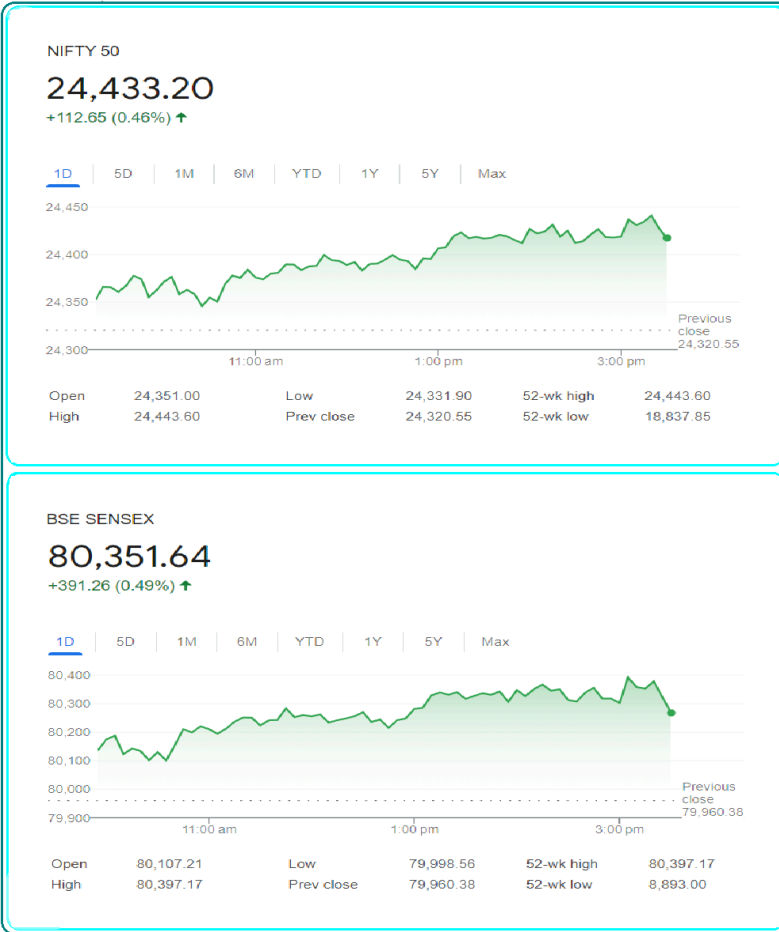 NIFTY 50
24,433.20
+112.65 (0.46%) ↑
1D 5D 1M 6M YTD 1Y 5Y Max
24,450
24,400
24,350
24,300
Previous
close
24,320.55
11:00 am 1:00 pm 3:00 pm
Open 24,351.00 Low 24,331.90 52-wk high 24,443.60
High 24,443.60 Prev close 24,320.55 52-wk low 18,837.85
BSE SENSEX
80,351.64
+391.26 (0.49%) ↑
1D 5D 1M 6M YTD 1Y 5Y Max
80,400
80,300
80,200
80,100
80,000
79,900
Previous
close
79,960.38
11:00 am 1:00 pm 3:00 pm
Open 80,107.21 Low 79,998.56 52-wk high 80,397.17
High 80,397.17 Prev close 79,960.38 52-wk low 8,893.00